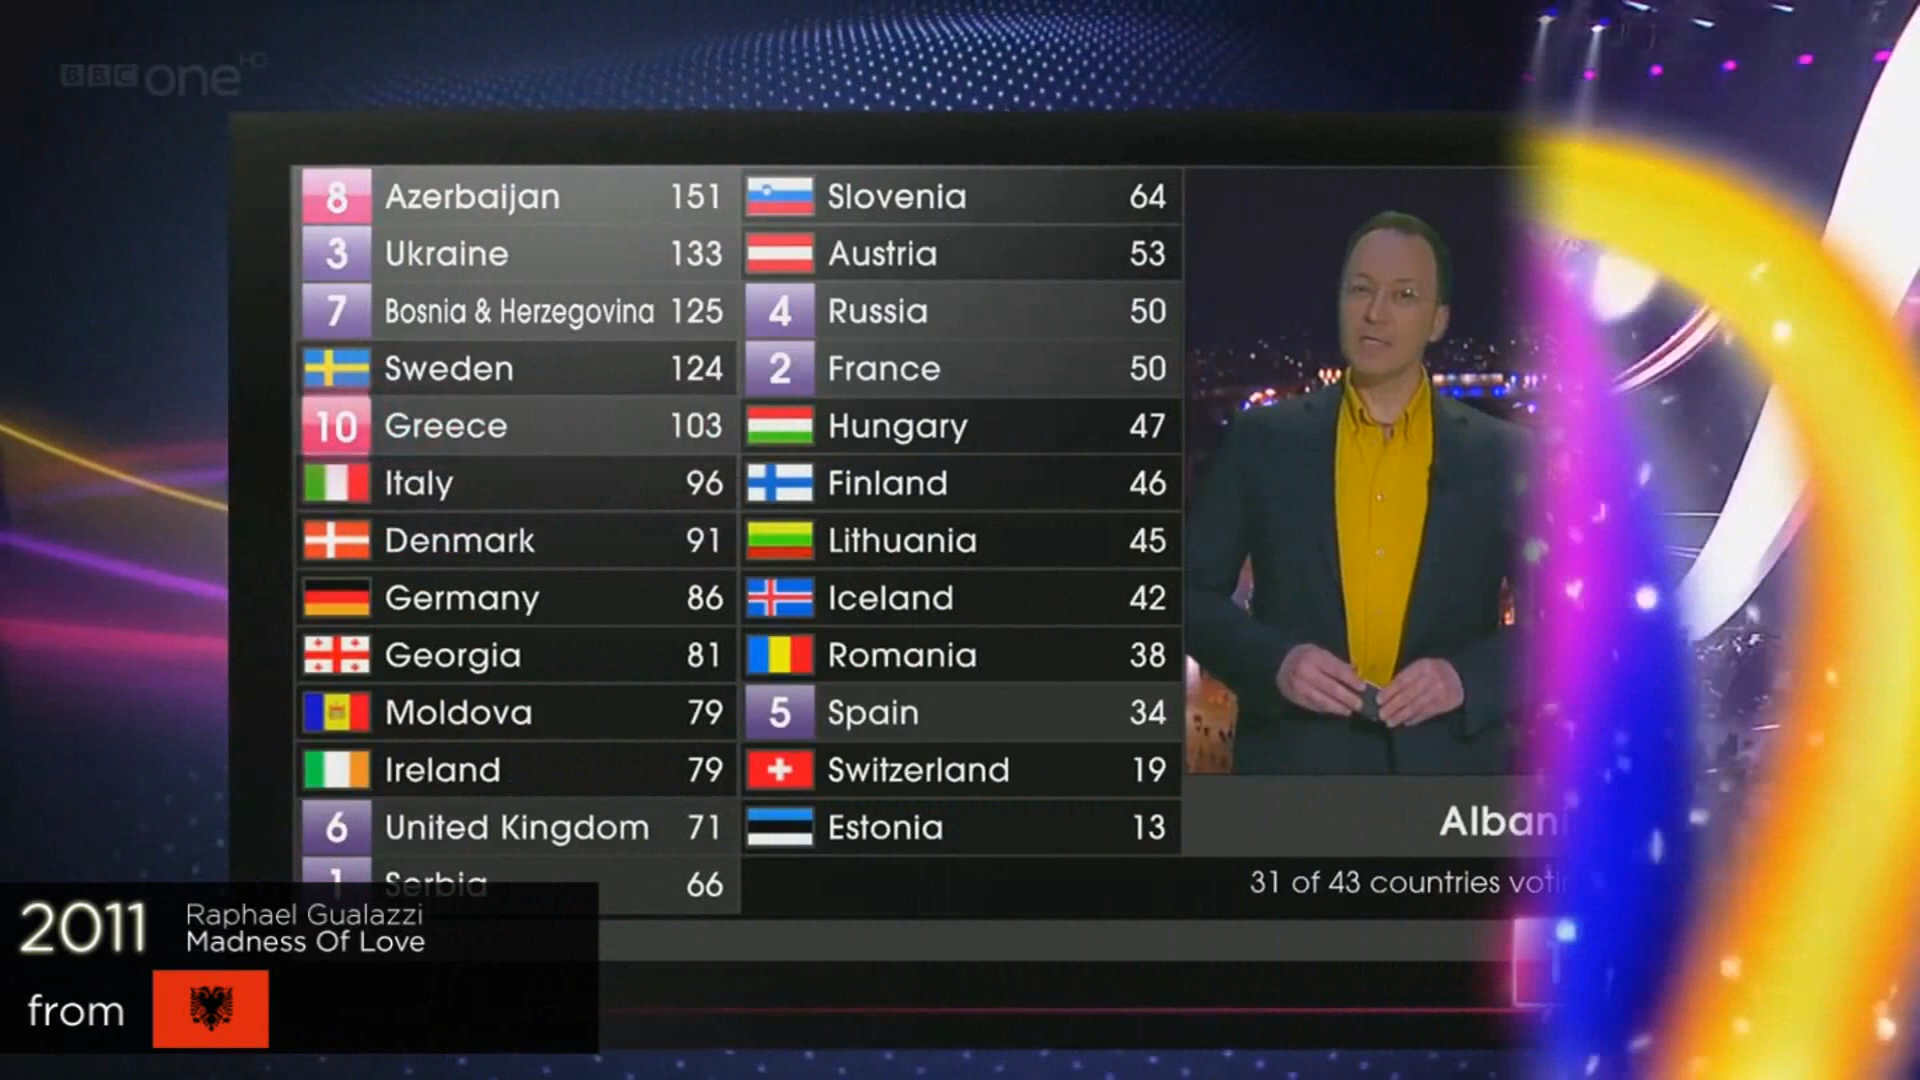 BBC one HD
8 Azerbaijan 151
3 Ukraine 133
7 Bosnia & Herzegovina 125
Sweden 124
10 Greece 103
Italy 96
Denmark 91
Germany 86
Georgia 81
Moldova 79
Ireland 79
6 United Kingdom 71
1 Serbia 66
Slovenia 64
Austria 53
4 Russia 50
2 France 50
Hungary 47
Finland 46
Lithuania 45
Iceland 42
Romania 38
5 Spain 34
Switzerland 19
Estonia 13
Albani
31 of 43 countries voti
2011
Raphael Gualazzi
Madness Of Love
from